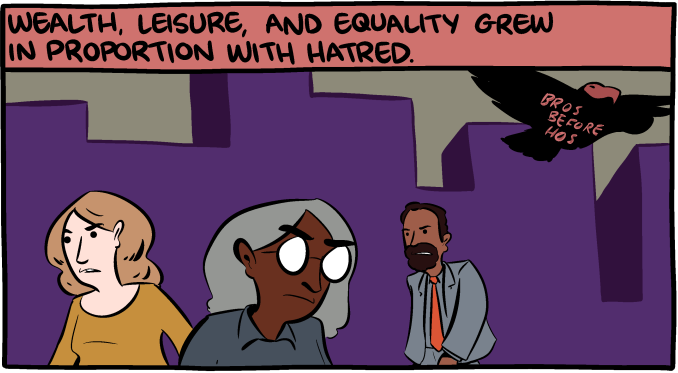 WEALTH, LEISURE, AND EQUALITY GREW
IN PROPORTION WITH HATRED.
BROS
BEFORE
HOS